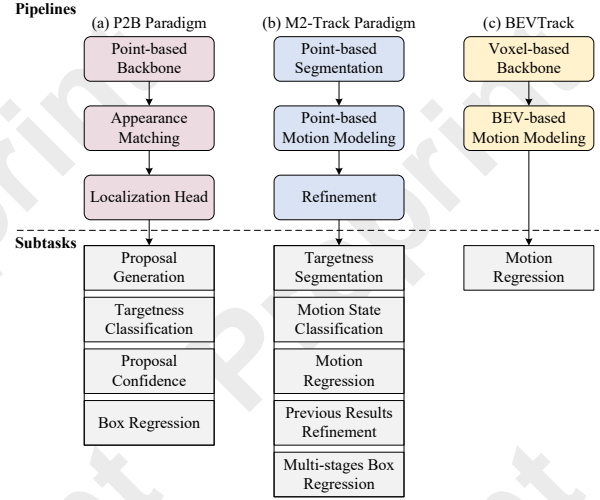 Pipelines
(a) P2B Paradigm
(b) M2-Track Paradigm
(c) BEVTrack
Point-based
Backbone
Appearance
Matching
Localization Head
Point-based
Segmentation
Point-based
Motion Modeling
Refinement
Voxel-based
Backbone
BEV-based
Motion Modeling
Subtasks
Proposal
Generation
Targetness
Classification
Proposal
Confidence
Box Regression
Targetness
Segmentation
Motion State
Classification
Motion
Regression
Previous Results
Refinement
Multi-stages Box
Regression
Motion
Regression
Preprint